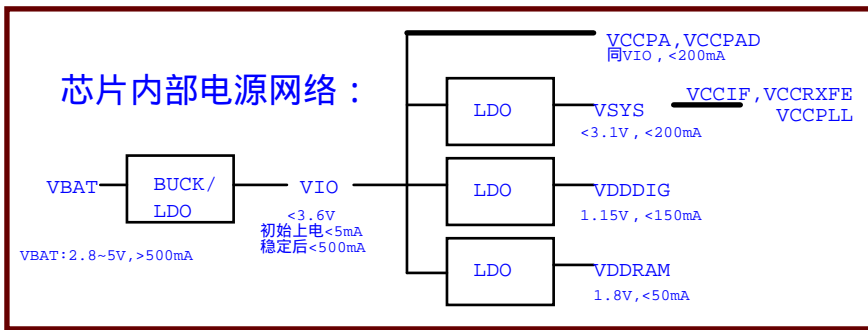 芯片内部电源网络：
VBAT
BUCK/
LDO
VBAT:2.8~5V,>500mA
VIO
<3.6V
初始上电<5mA
稳定后<500mA
VCCPA,VCCPAD
同VIO，<200mA
LDO
VSYS
<3.1V，<200mA
VCCIF,VCCRXFE
VCCPLL
LDO
VDDDIG
1.15V，<150mA
LDO
VDDRAM
1.8V,<50mA